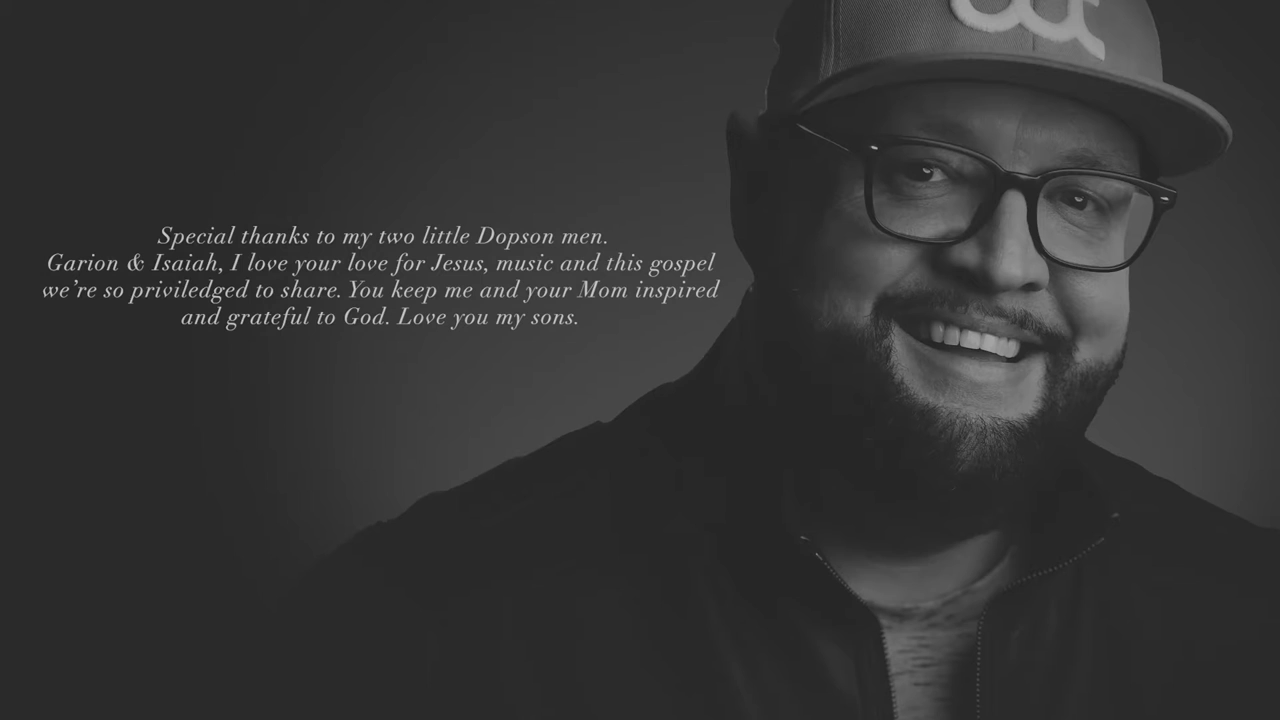 Special thanks to my two little Dopson men.
Garion & Isaiah, I love your love for Jesus, music and this gospel
we're so priviledged to share. You keep me and your Mom inspired
and grateful to God. Love you my sons.